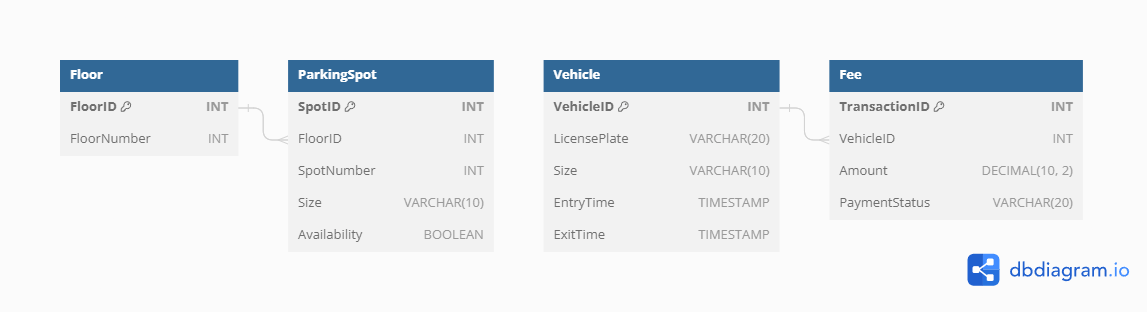 Floor
FloorID INT
FloorNumber INT
ParkingSpot
SpotID INT
FloorID INT
SpotNumber INT
Size VARCHAR(10)
Availability BOOLEAN
Vehicle
VehicleID INT
LicensePlate VARCHAR(20)
Size VARCHAR(10)
EntryTime TIMESTAMP
ExitTime TIMESTAMP
Fee
TransactionID INT
VehicleID INT
Amount DECIMAL(10, 2)
PaymentStatus VARCHAR(20)
dbdiagram.io